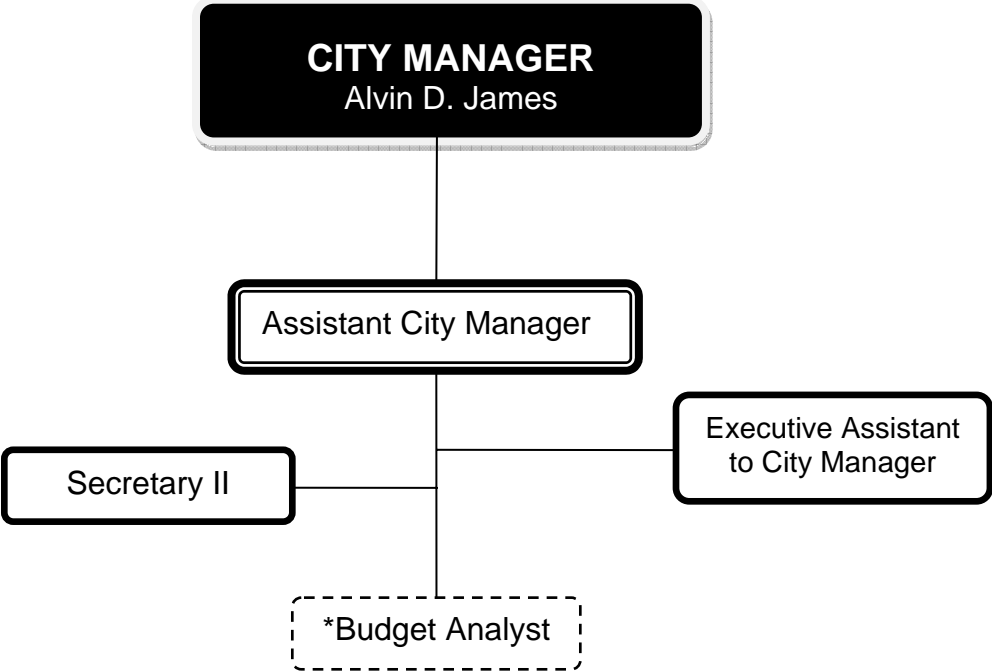 CITY MANAGER
Alvin D. James
Assistant City Manager
Executive Assistant
to City Manager
Secretary II
*Budget Analyst